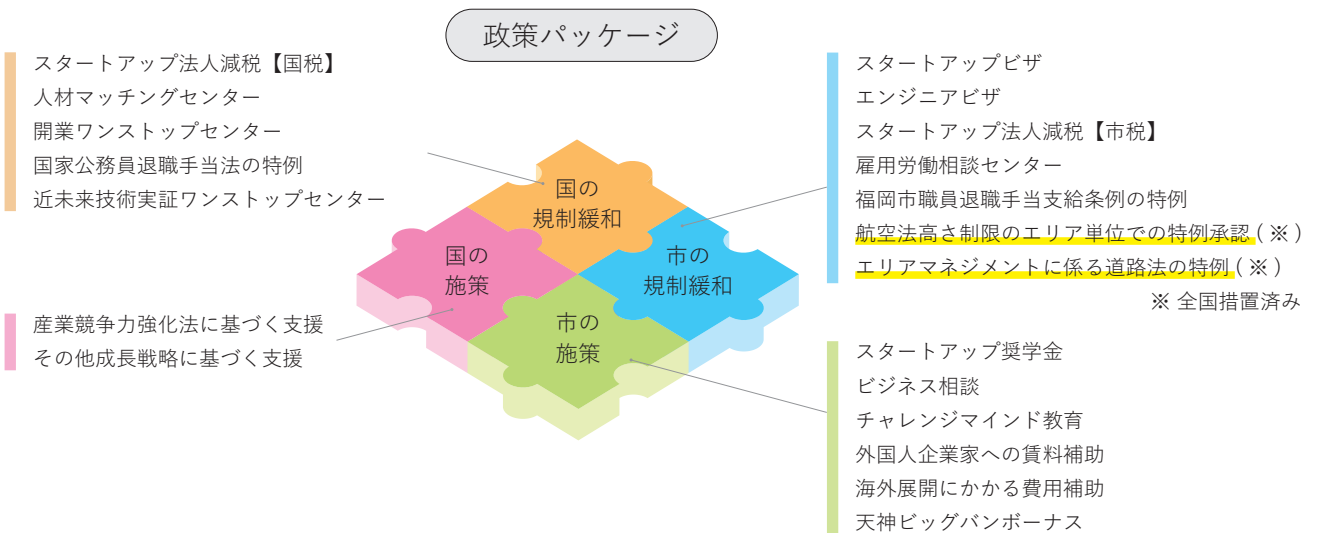 政策パッケージ
スタートアップ法人減税【国税】
人材マッチングセンター
開業ワンストップセンター
国家公務員退職手当法の特例
近未来技術実証ワンストップセンター
産業競争力強化法に基づく支援
その他成長戦略に基づく支援
国の
規制緩和
国の
施策
市の
規制緩和
市の
施策
スタートアップビザ
エンジニアビザ
スタートアップ法人減税【市税】
雇用労働相談センター
福岡市職員退職手当支給条例の特例
航空法高さ制限のエリア単位での特例承認(※)
エリアマネジメントに係る道路法の特例(※)
※ 全国措置済み
スタートアップ奨学金
ビジネス相談
チャレンジマインド教育
外国人企業家への賃料補助
海外展開にかかる費用補助
天神ビッグバンボーナス